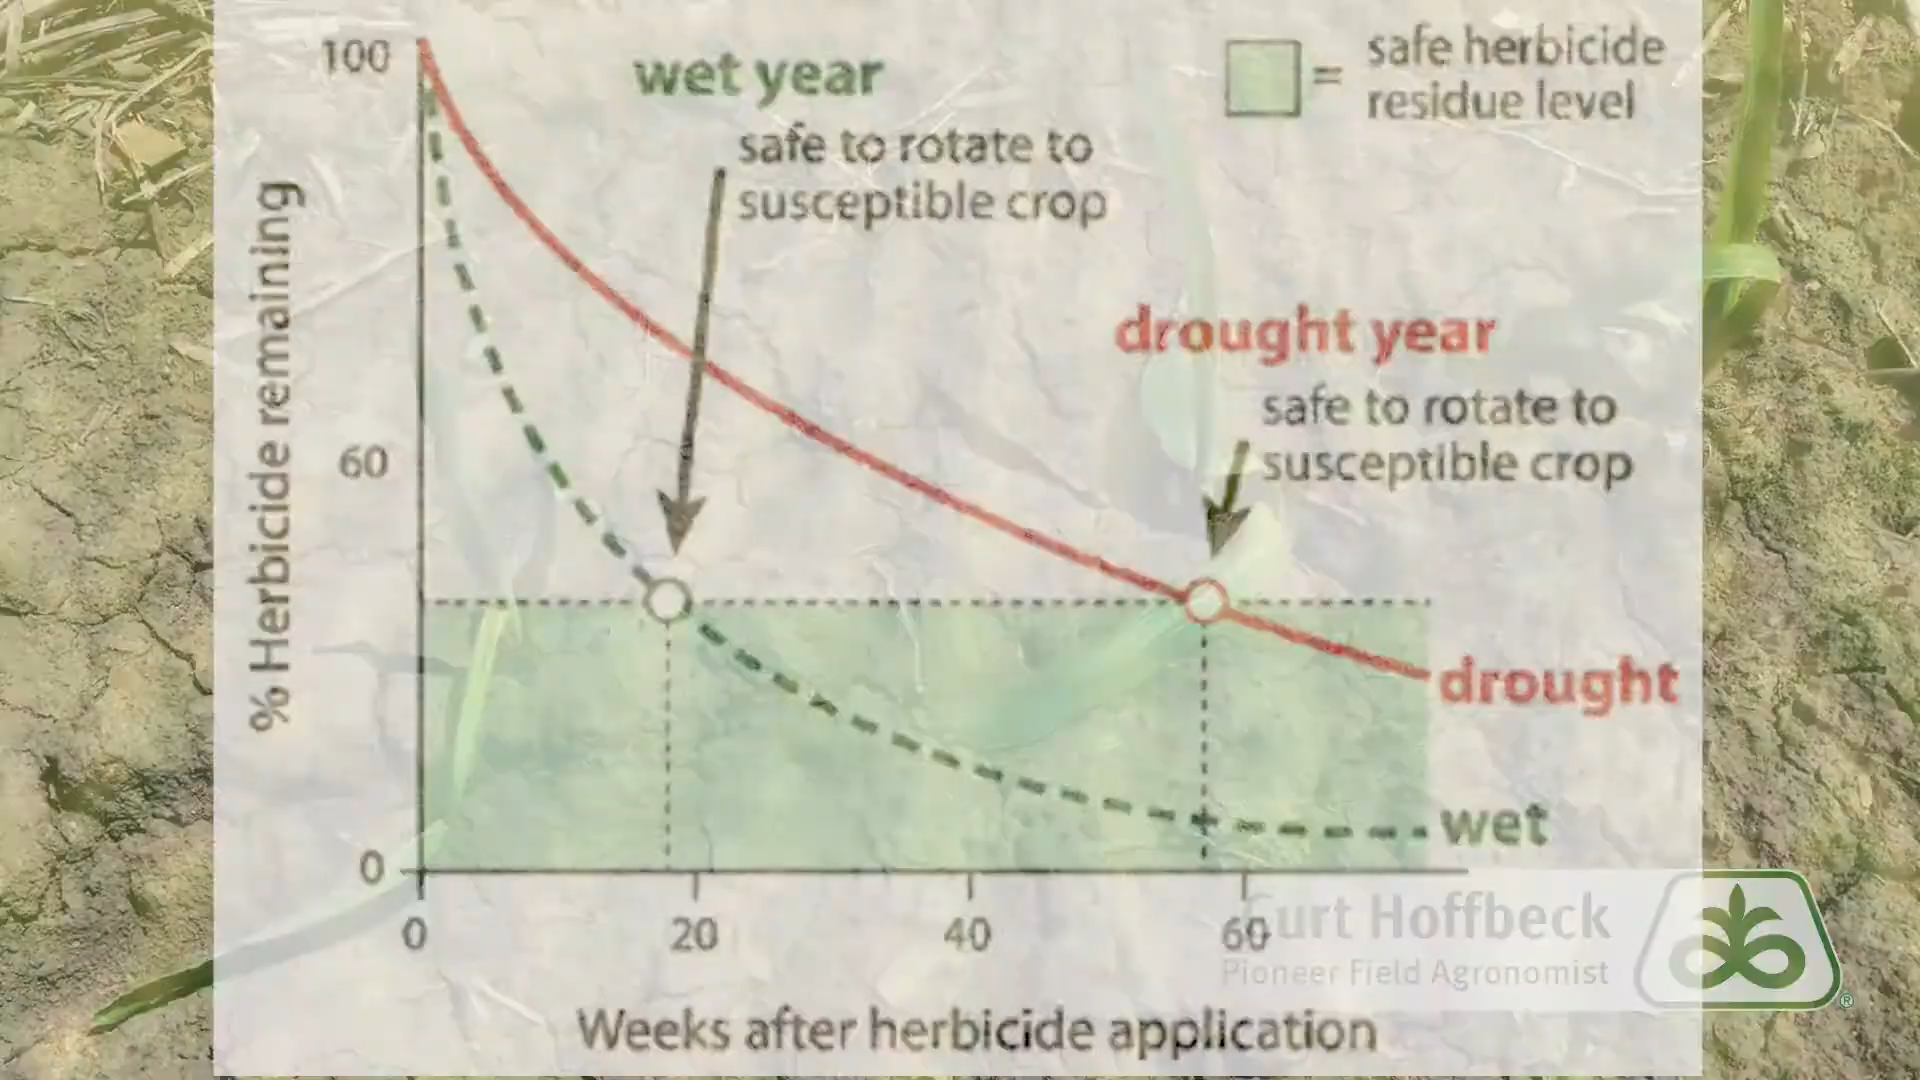 100
wet year
safe to rotate to
susceptible crop
= safe herbicide
residue level
% Herbicide remaining
60
drought year
safe to rotate to
susceptible crop
drought
wet
0
0 20 40 60
Curt Hoffbeck
Pioneer Field Agronomist
®
Weeks after herbicide application